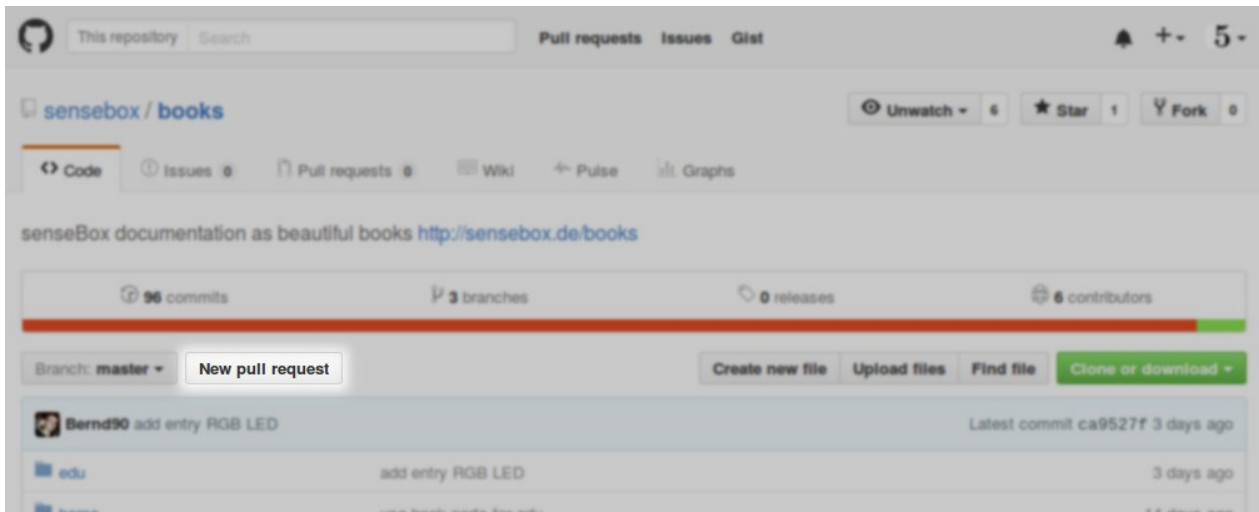 This repository Search Pull requests Issues Gist
sensebox / books Unwatch 6 Star 1 Fork 0
Code Issues 0 Pull requests 0 Wiki Pulse Graphs
senseBox documentation as beautiful books http://sensebox.de/books
96 commits 3 branches 0 releases 6 contributors
Branch: master New pull request Create new file Upload files Find file Clone or download
Bernd90 add entry RGB LED Latest commit ca9527f 3 days ago
edu add entry RGB LED 3 days ago